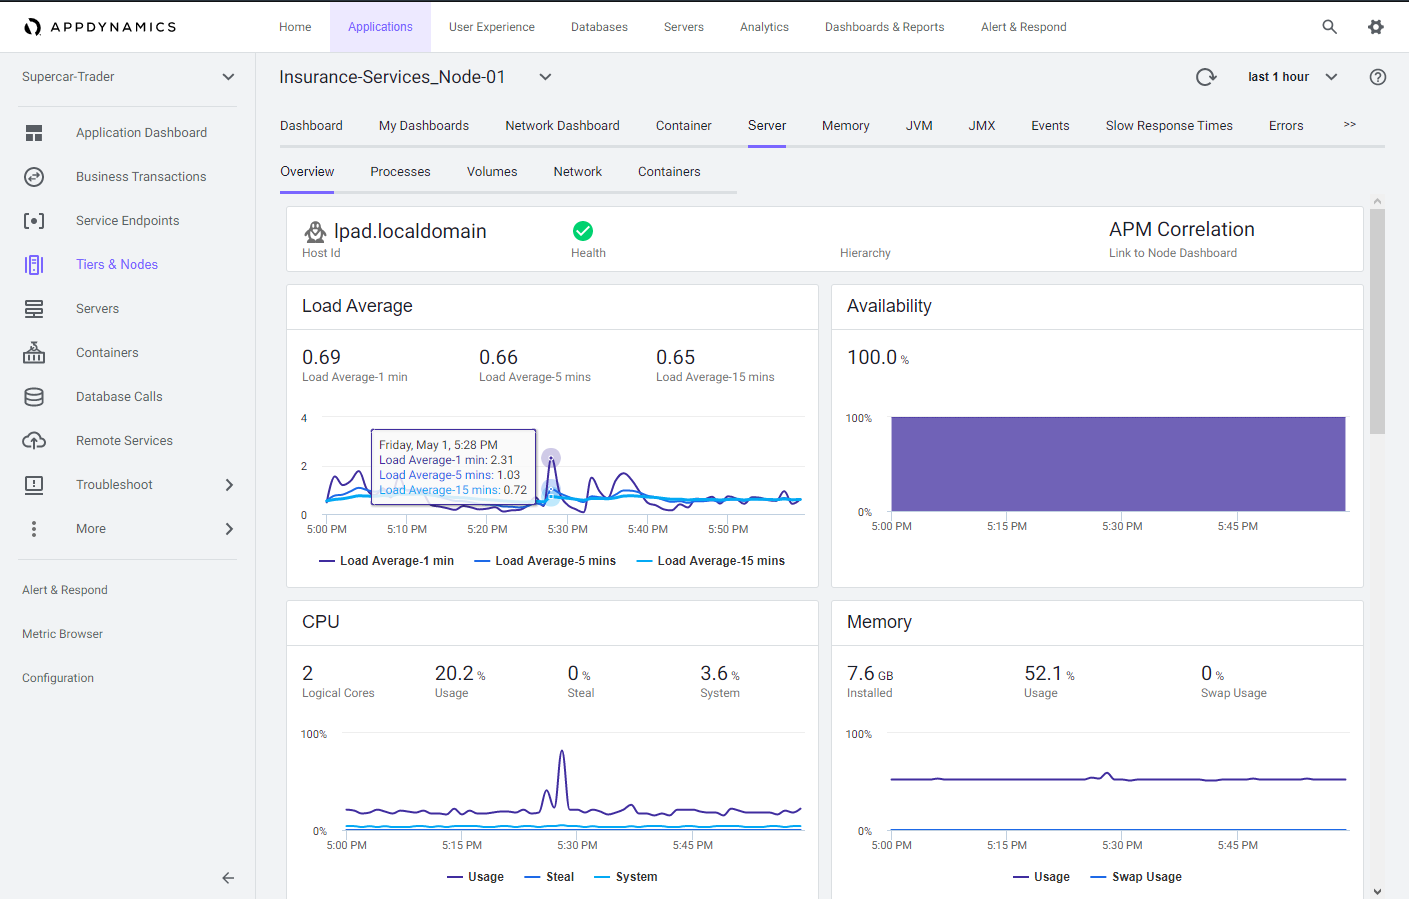 APPDYNAMICS
Home
Applications
User Experience
Databases
Servers
Analytics
Dashboards & Reports
Alert & Respond
Supercar-Trader
Application Dashboard
Business Transactions
Service Endpoints
Tiers & Nodes
Servers
Containers
Database Calls
Remote Services
Troubleshoot
More
Alert & Respond
Metric Browser
Configuration
Insurance-Services_Node-01
last 1 hour
Dashboard
My Dashboards
Network Dashboard
Container
Server
Memory
JVM
JMX
Events
Slow Response Times
Errors
>>
Overview
Processes
Volumes
Network
Containers
lpad.localdomain
Host Id
Health
Hierarchy
APM Correlation
Link to Node Dashboard
Load Average
0.69
Load Average-1 min
0.66
Load Average-5 mins
0.65
Load Average-15 mins
4
2
0
Friday, May 1, 5:28 PM
Load Average-1 min: 2.31
Load Average-5 mins: 1.03
Load Average-15 mins: 0.72
5:00 PM
5:10 PM
5:20 PM
5:30 PM
5:40 PM
5:50 PM
Load Average-1 min
Load Average-5 mins
Load Average-15 mins
Availability
100.0 %
100%
0%
5:00 PM
5:15 PM
5:30 PM
5:45 PM
CPU
2
Logical Cores
20.2 %
Usage
0 %
Steal
3.6 %
System
100%
0%
5:00 PM
5:15 PM
5:30 PM
5:45 PM
Usage
Steal
System
Memory
7.6 GB
Installed
52.1 %
Usage
0 %
Swap Usage
100%
0%
5:00 PM
5:15 PM
5:30 PM
5:45 PM
Usage
Swap Usage